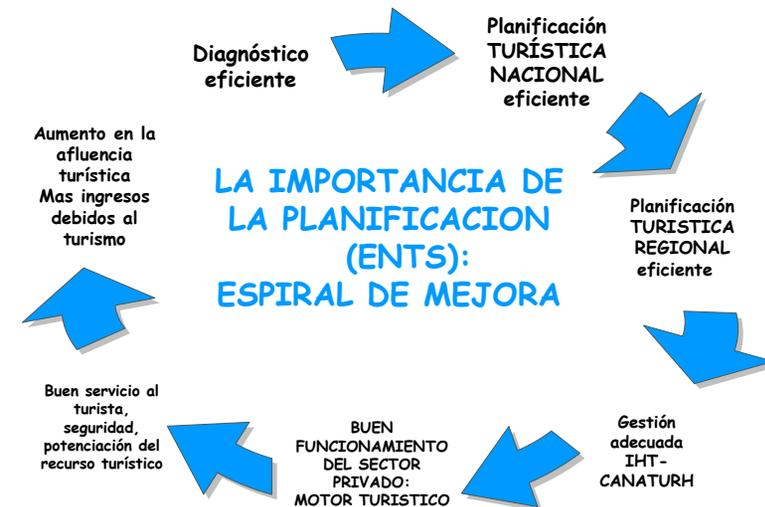 Diagnóstico
eficiente
Planificación
TURÍSTICA
NACIONAL
eficiente
Planificación
TURISTICA
REGIONAL
eficiente
Gestión
adecuada
IHT-
CANATURH
BUEN
FUNCIONAMIENTO
DEL SECTOR
PRIVADO:
MOTOR TURISTICO
Buen servicio al
turista,
seguridad,
potenciación del
recurso turístico
Aumento en la
afluencia
turística
Mas ingresos
debidos al
turismo
LA IMPORTANCIA DE
LA PLANIFICACION
(ENTS):
ESPIRAL DE MEJORA